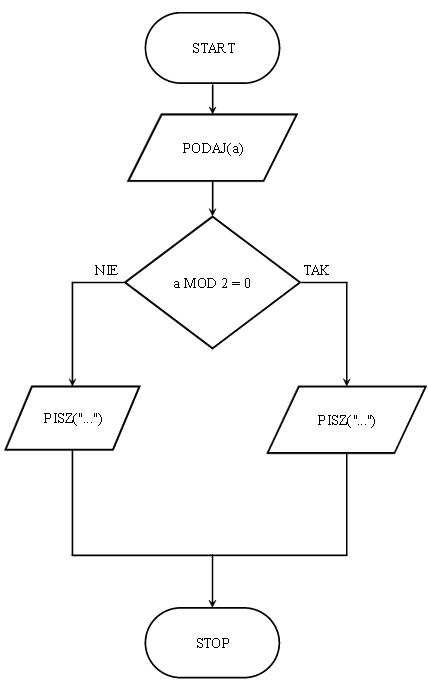 START
PODAJ(a)
NIE
TAK
a MOD 2 = 0
PISZ("...")
PISZ("...")
STOP